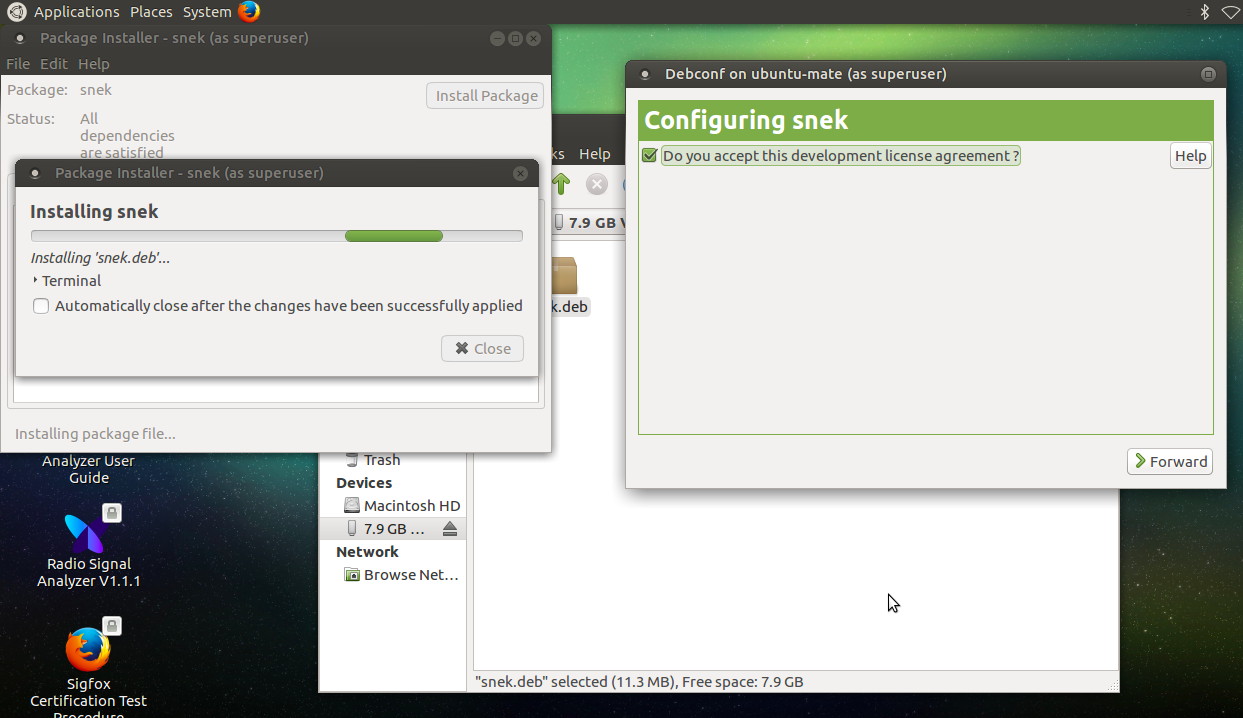 Applications Places System
Package Installer - snek (as superuser)
File Edit Help
Package: snek
Install Package
Status: All
dependencies
are satisfied
Package Installer - snek (as superuser)
Installing snek
Installing 'snek.deb'...
Terminal
Automatically close after the changes have been successfully applied
Close
Installing package file...
ks Help
7.9 GB V
k.deb
Debconf on ubuntu-mate (as superuser)
Configuring snek
Do you accept this development license agreement ?
Help
Forward
Trash
Devices
Macintosh HD
7.9 GB ...
Network
Browse Net...
"snek.deb" selected (11.3 MB), Free space: 7.9 GB
Analyzer User
Guide
Radio Signal
Analyzer V1.1.1
Sigfox
Certification Test
Procedure